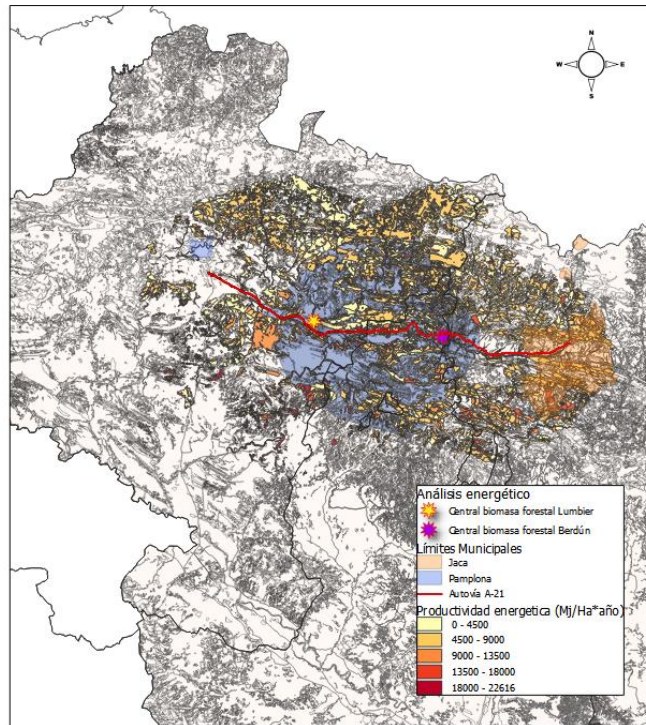 N
W E
S
Análisis energético
Central biomasa forestal Lumbier
Central biomasa forestal Berdún
Límites Municipales
Jaca
Pamplona
Autovía A-21
Productividad energetica (Mj/Ha*año)
0 - 4500
4500 - 9000
9000 - 13500
13500 - 18000
18000 - 22616